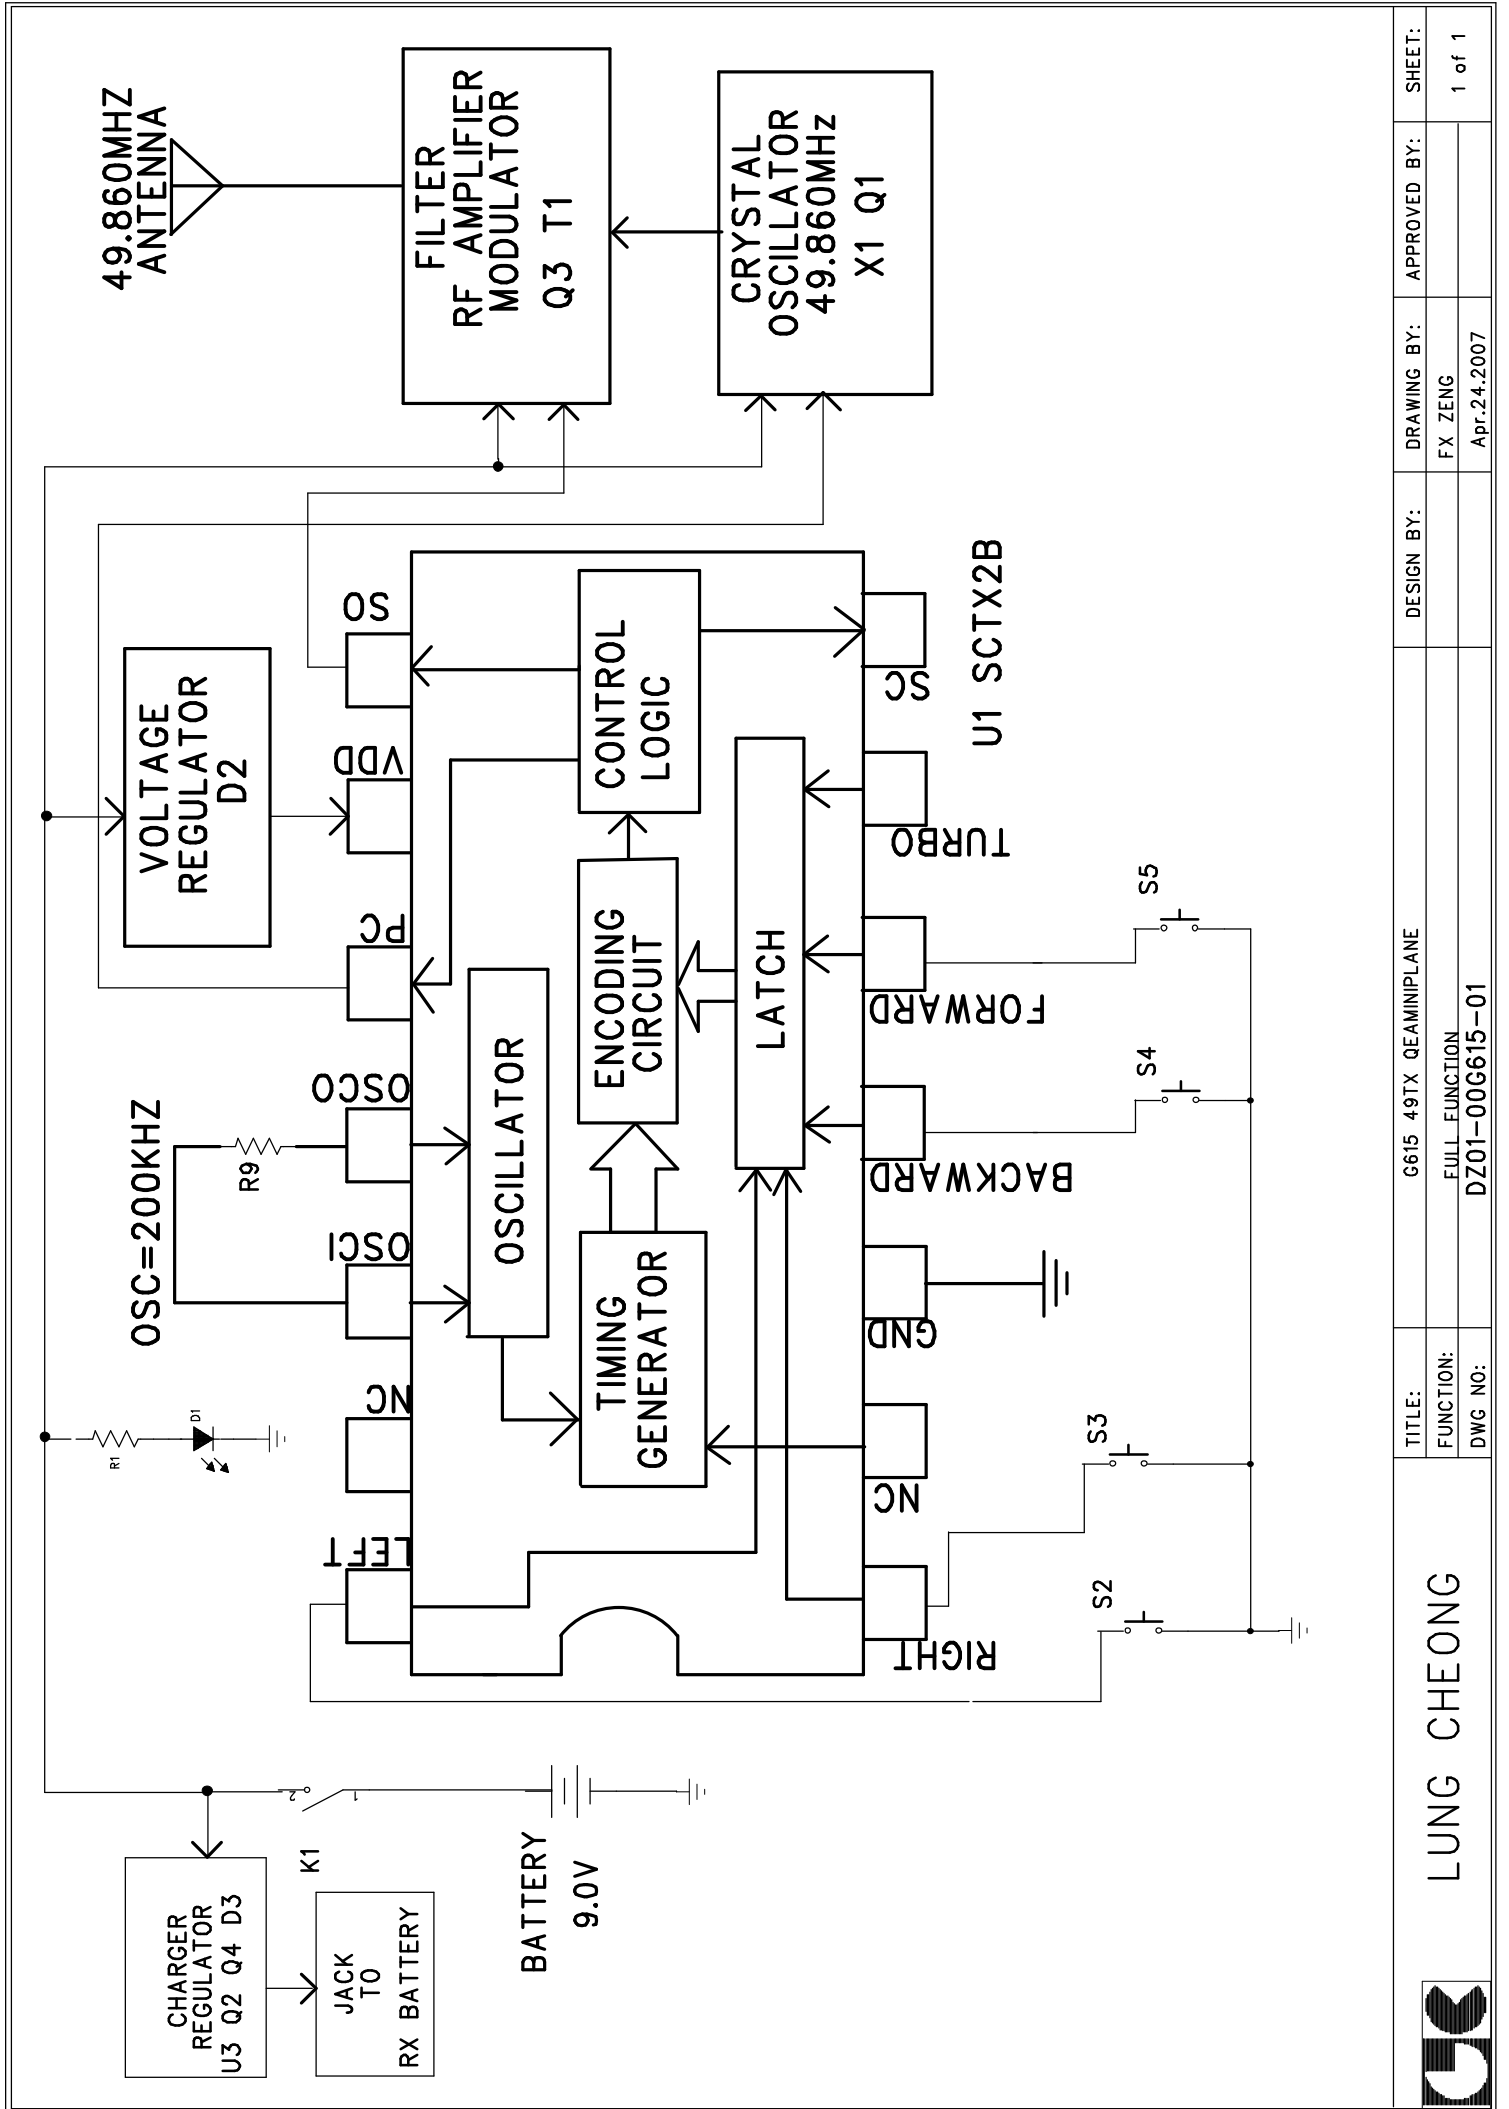 49.860MHZ
ANTENNA
FILTER
RF AMPLIFIER
MODULATOR
Q3 T1
CRYSTAL
OSCILLATOR
49.860MHz
X1 Q1
VOLTAGE
REGULATOR
D2
OSC=200KHZ
R9
R1
D1
CHARGER
REGULATOR
U3 Q2 Q4 D3
JACK
TO
RX BATTERY
K1
2
1
BATTERY
9.0V
LEFT
NC
OSCI
OSCO
PC
VDD
SO
OSCILLATOR
TIMING
GENERATOR
ENCODING
CIRCUIT
CONTROL
LOGIC
LATCH
RIGHT
NC
GND
BACKWARD
FORWARD
TURBO
SC
U1 SCTX2B
S2
S3
S4
S5
LUNG CHEONG
TITLE:
G615 49TX QEAMINIPLANE
FUNCTION:
FULL FUNCTION
DWG NO:
DZ01-00G615-01
DESIGN BY:
DRAWING BY:
FX ZENG
Apr.24.2007
APPROVED BY:
SHEET:
1 of 1